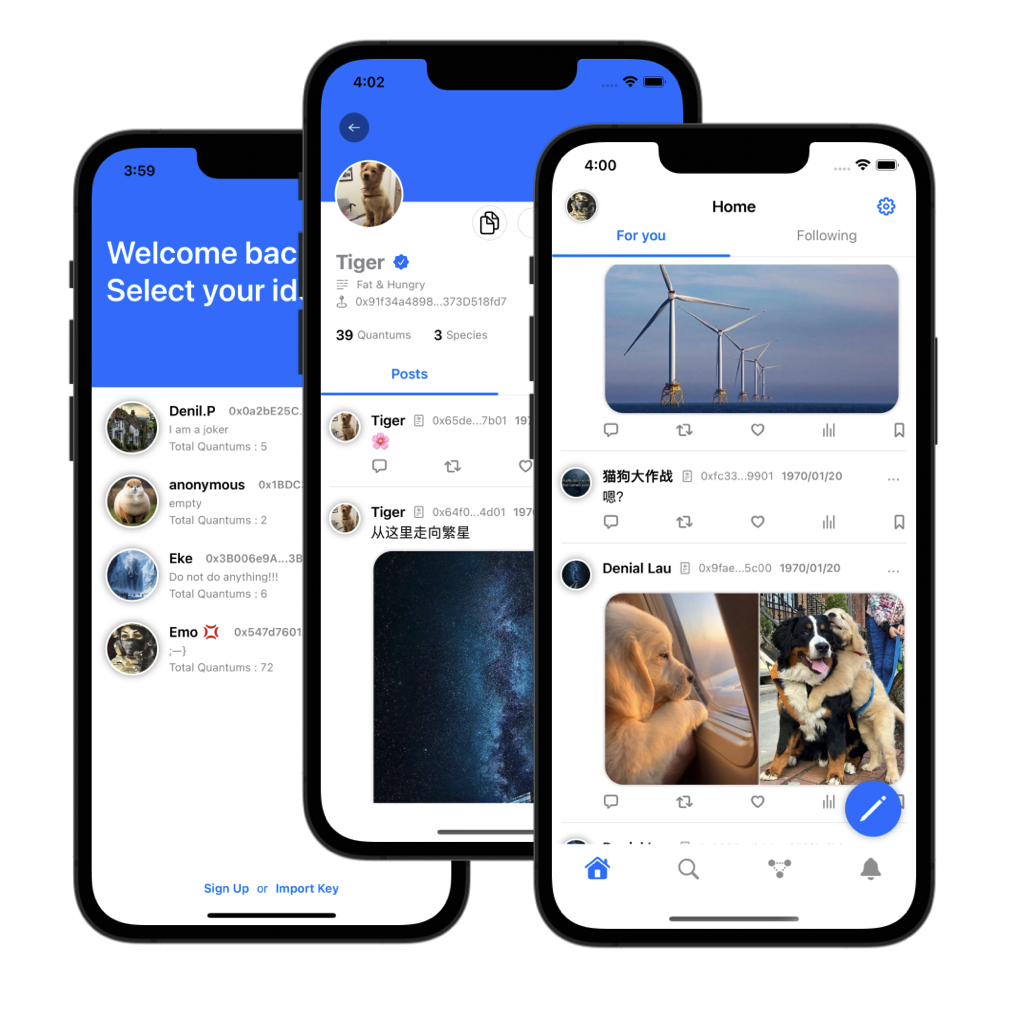 3:59
Welcome bac
Select your id
Denil.P 0x0a2bE25C.
I am a joker
Total Quantums : 5
anonymous 0x1BDC
empty
Total Quantums : 2
Eke 0x3B006e9A...3B
Do not do anything!!!
Total Quantums : 6
Emo 💢 0x547d7601
;—}
Total Quantums : 72
Sign Up or Import Key
4:02
Tiger
Fat & Hungry
0x91f34a4898...373D518fd7
39 Quantums 3 Species
Posts
Tiger 0x65de...7b01 197
🌸
Tiger 0x64f0...4d01 197
从这里走向繁星
4:00
Home
For you Following
猫狗大作战 0xfc33...9901 1970/01/20 ...
嗯?
Denial Lau 0x9fae...5c00 1970/01/20 ...